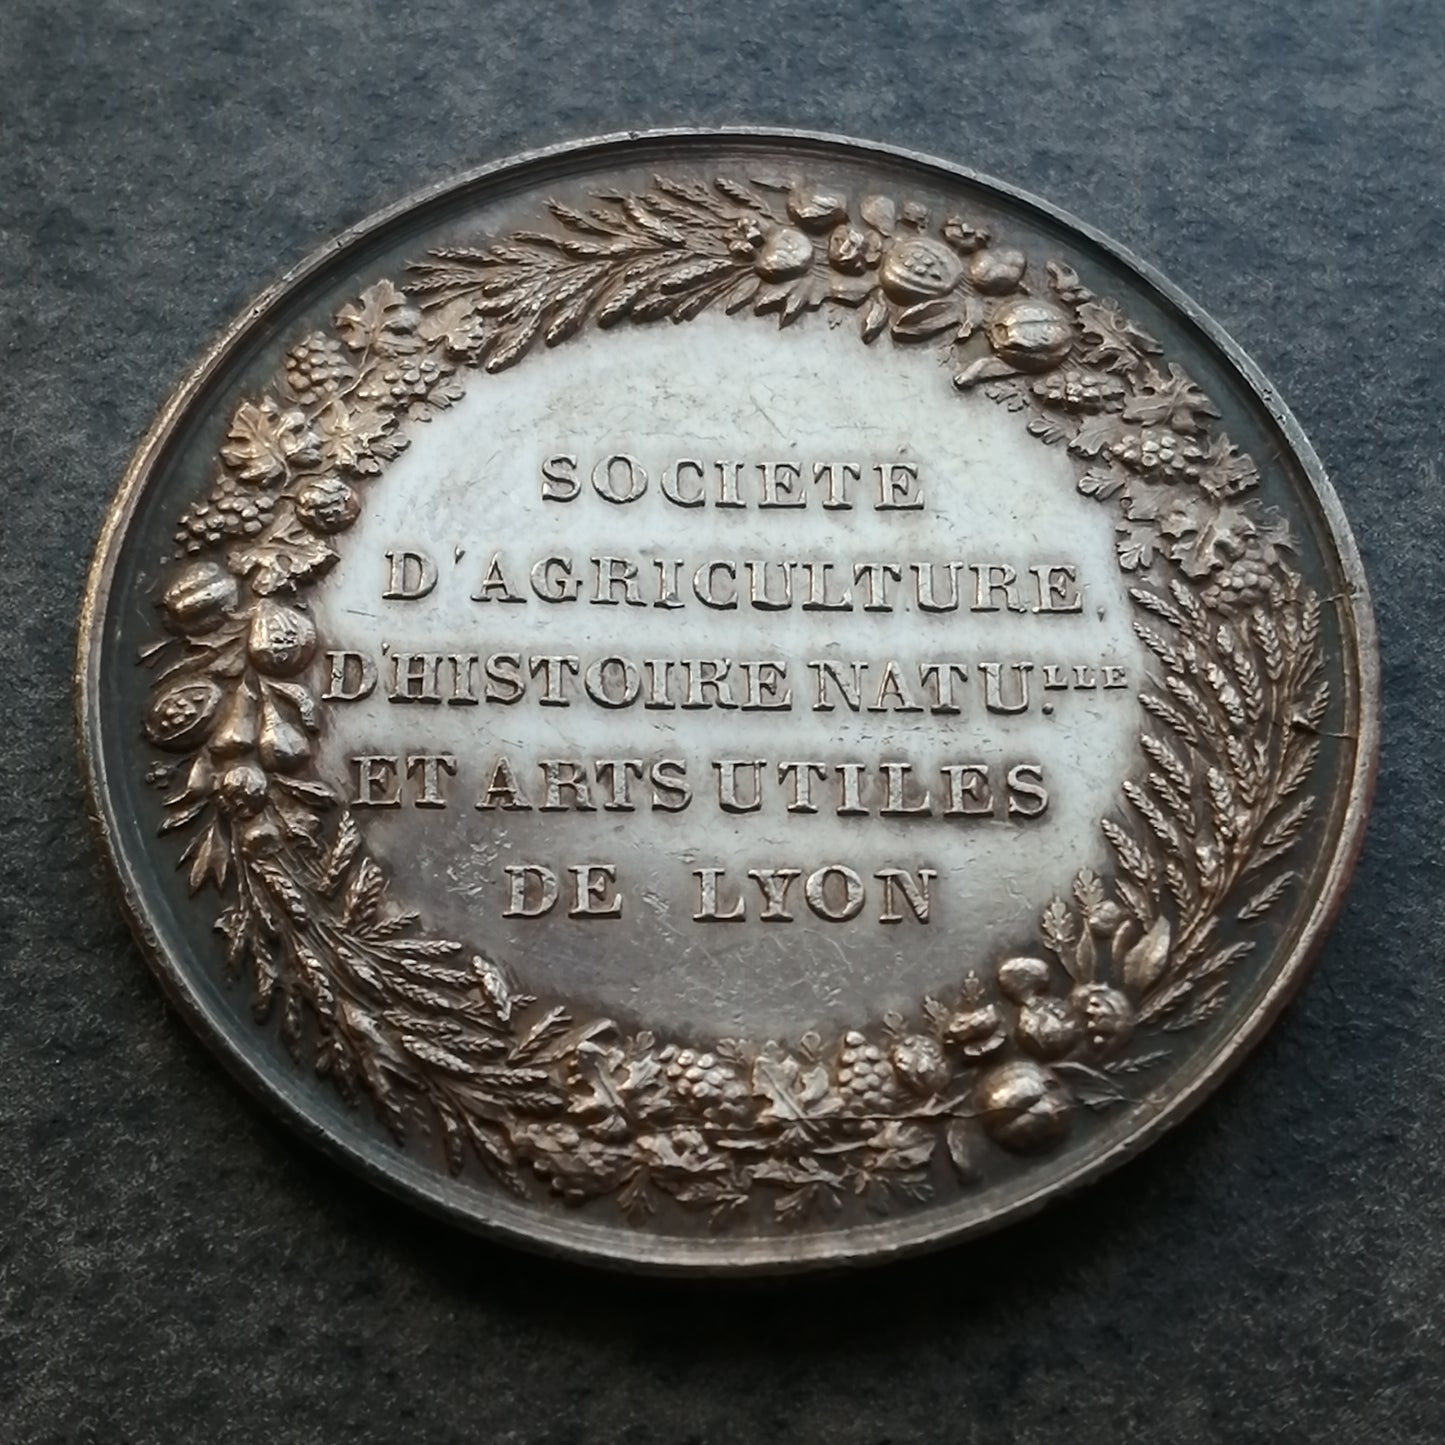 SOCIETE
D'AGRICULTURE,
D'HISTOIRE NATU.LLE
ET ARTS UTILES
DE LYON